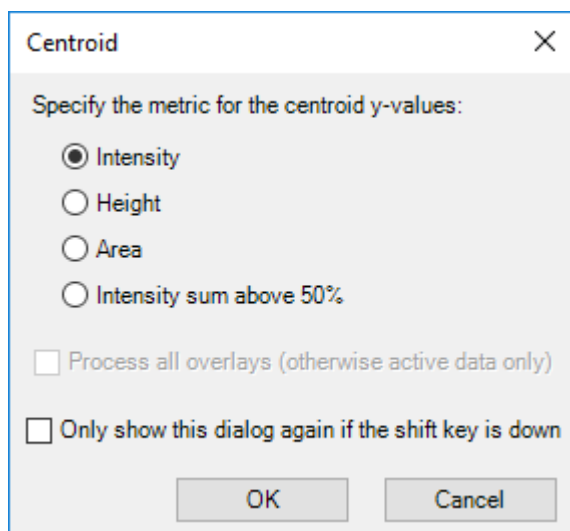 Centroid
Specify the metric for the centroid y-values:
Intensity
Height
Area
Intensity sum above 50%
Process all overlays (otherwise active data only)
Only show this dialog again if the shift key is down
OK Cancel